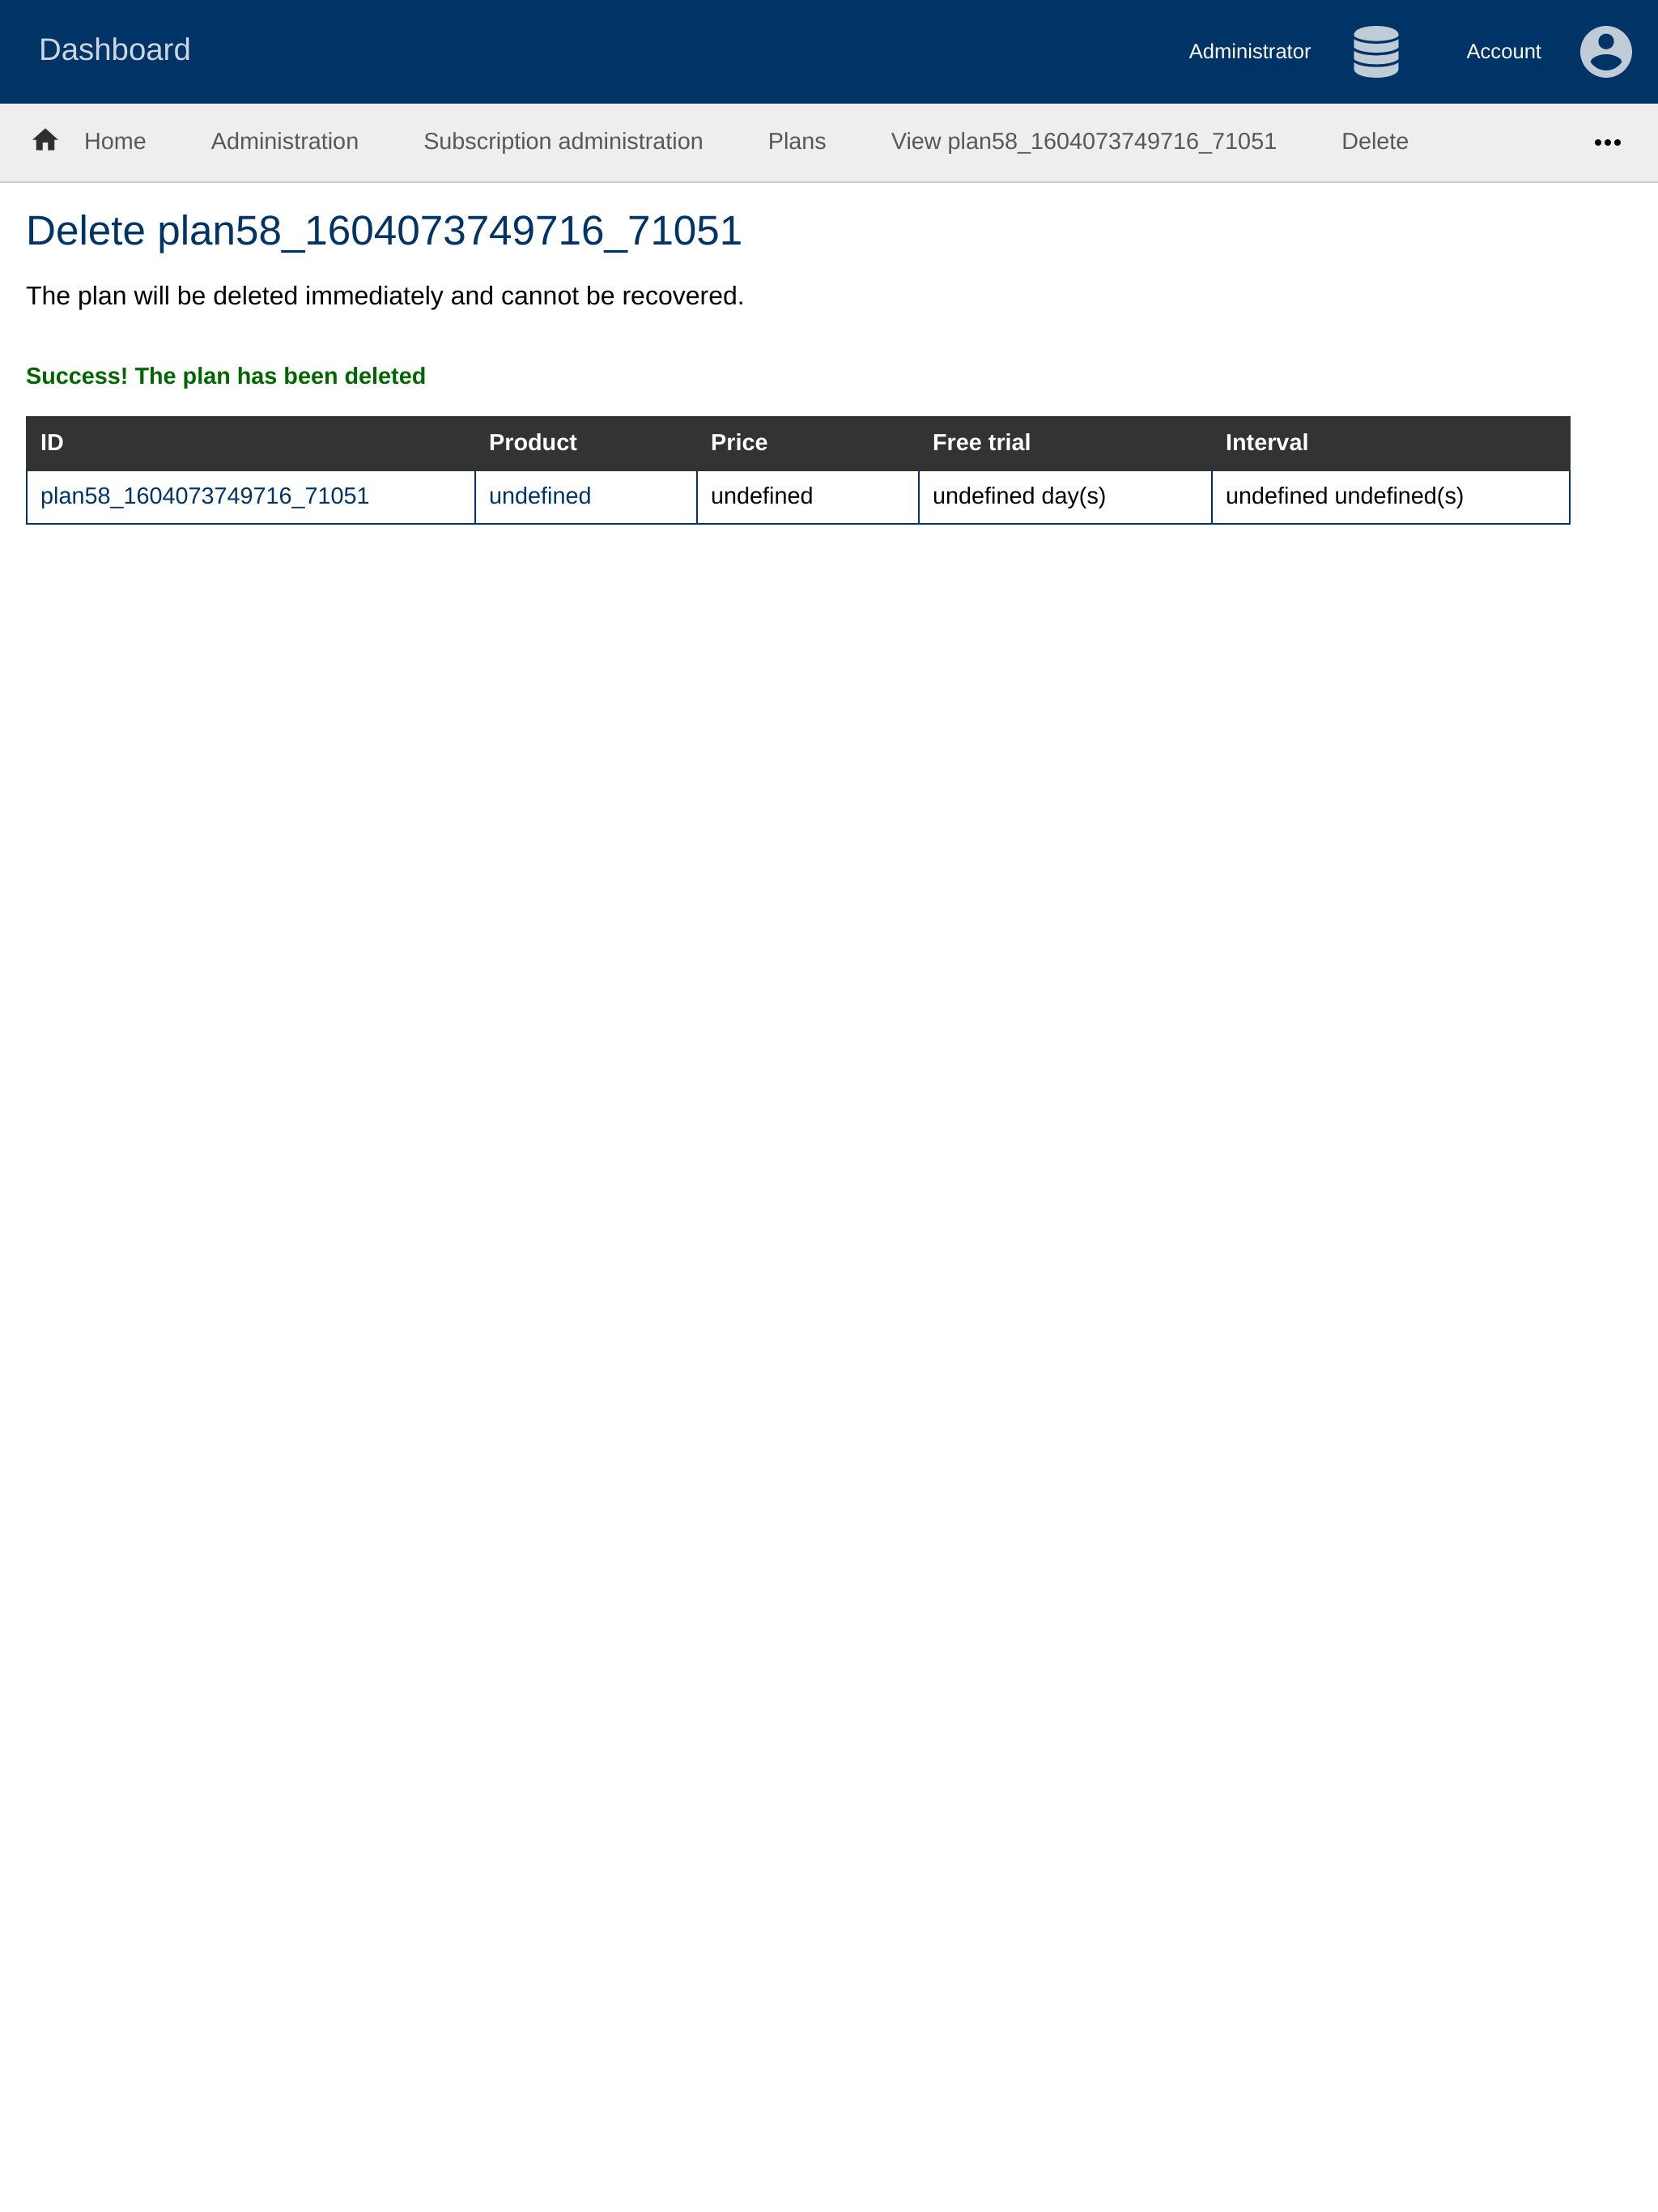 Dashboard Administrator Account
Home Administration Subscription administration Plans View plan58_1604073749716_71051 Delete •••
Delete plan58_1604073749716_71051
The plan will be deleted immediately and cannot be recovered.
Success! The plan has been deleted
ID Product Price Free trial Interval
plan58_1604073749716_71051 undefined undefined undefined day(s) undefined undefined(s)